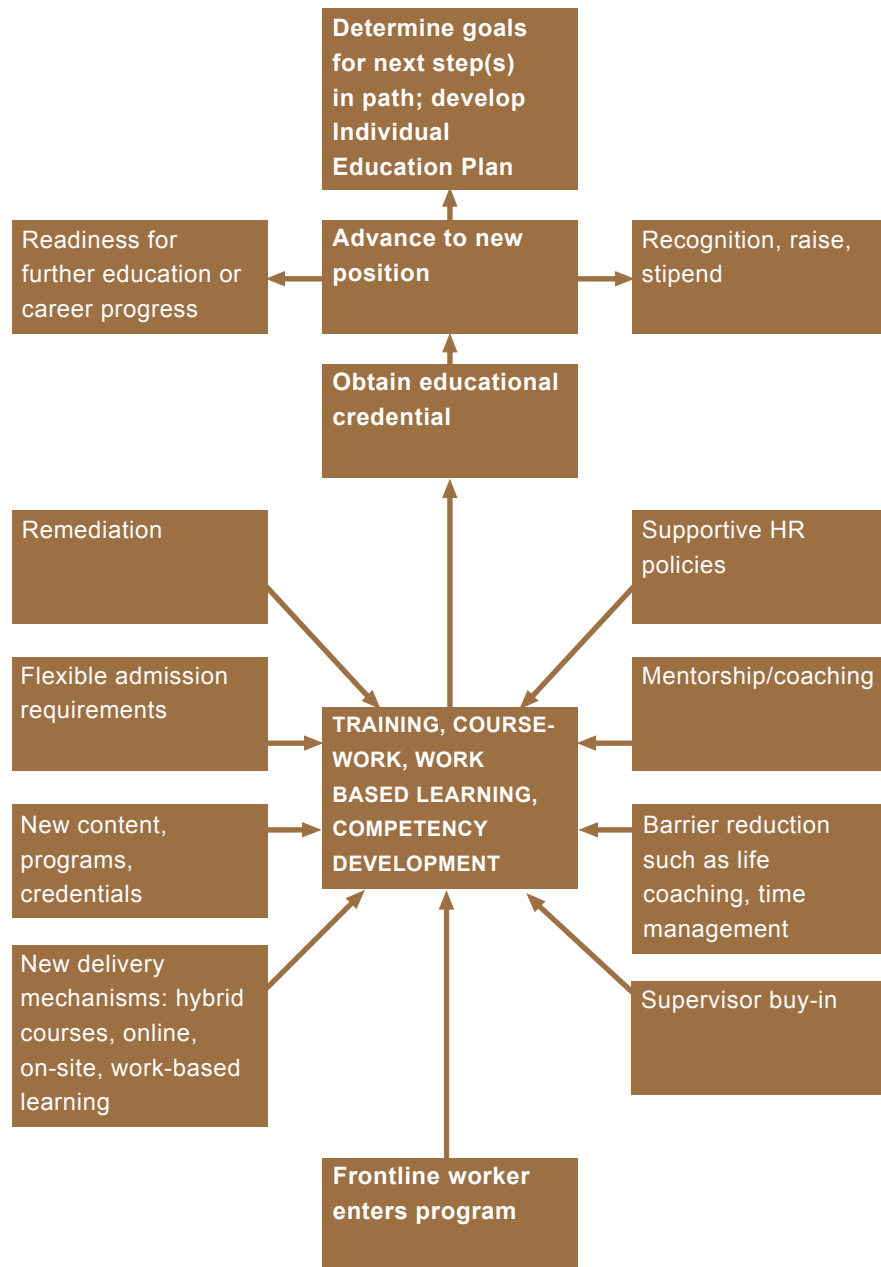 Determine goals
for next step(s)
in path; develop
Individual
Education Plan
Readiness for
further education or
career progress
Advance to new
position
Recognition, raise,
stipend
Obtain educational
credential
Remediation
Supportive HR
policies
Flexible admission
requirements
Mentorship/coaching
TRAINING, COURSE-
WORK, WORK
BASED LEARNING,
COMPETENCY
DEVELOPMENT
New content,
programs,
credentials
Barrier reduction
such as life
coaching, time
management
New delivery
mechanisms: hybrid
courses, online,
on-site, work-based
learning
Supervisor buy-in
Frontline worker
enters program